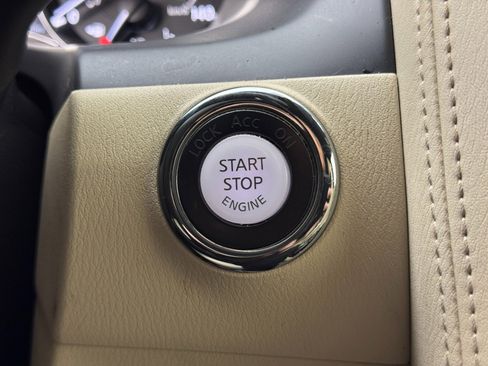 LOCK ACC ON
START
STOP
ENGINE